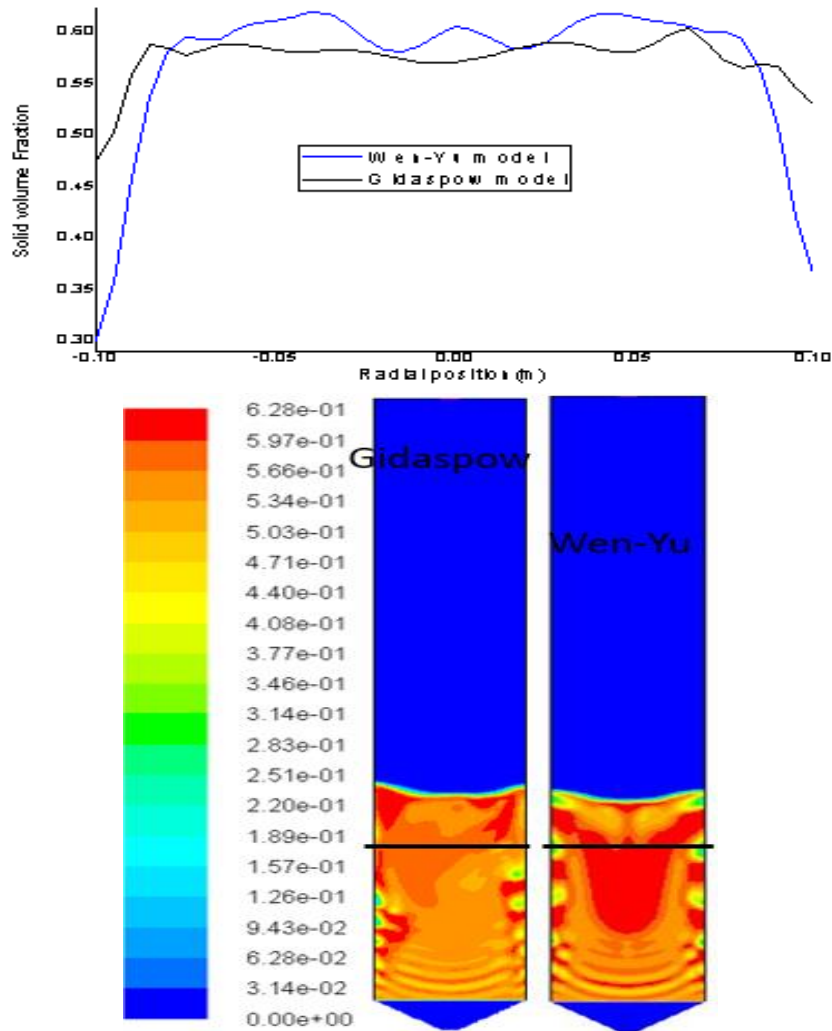 0.60
0.55
0.50
0.45
0.40
0.35
0.30
Solid volume Fraction
Wen-Yu model
Gidaspow model
-0.10 -0.05 0.00 0.05 0.10
Radial position (m)
6.28e-01
5.97e-01
5.66e-01
5.34e-01
5.03e-01
4.71e-01
4.40e-01
4.08e-01
3.77e-01
3.46e-01
3.14e-01
2.83e-01
2.51e-01
2.20e-01
1.89e-01
1.57e-01
1.26e-01
9.43e-02
6.28e-02
3.14e-02
0.00e+00
Gidaspow
Wen-Yu